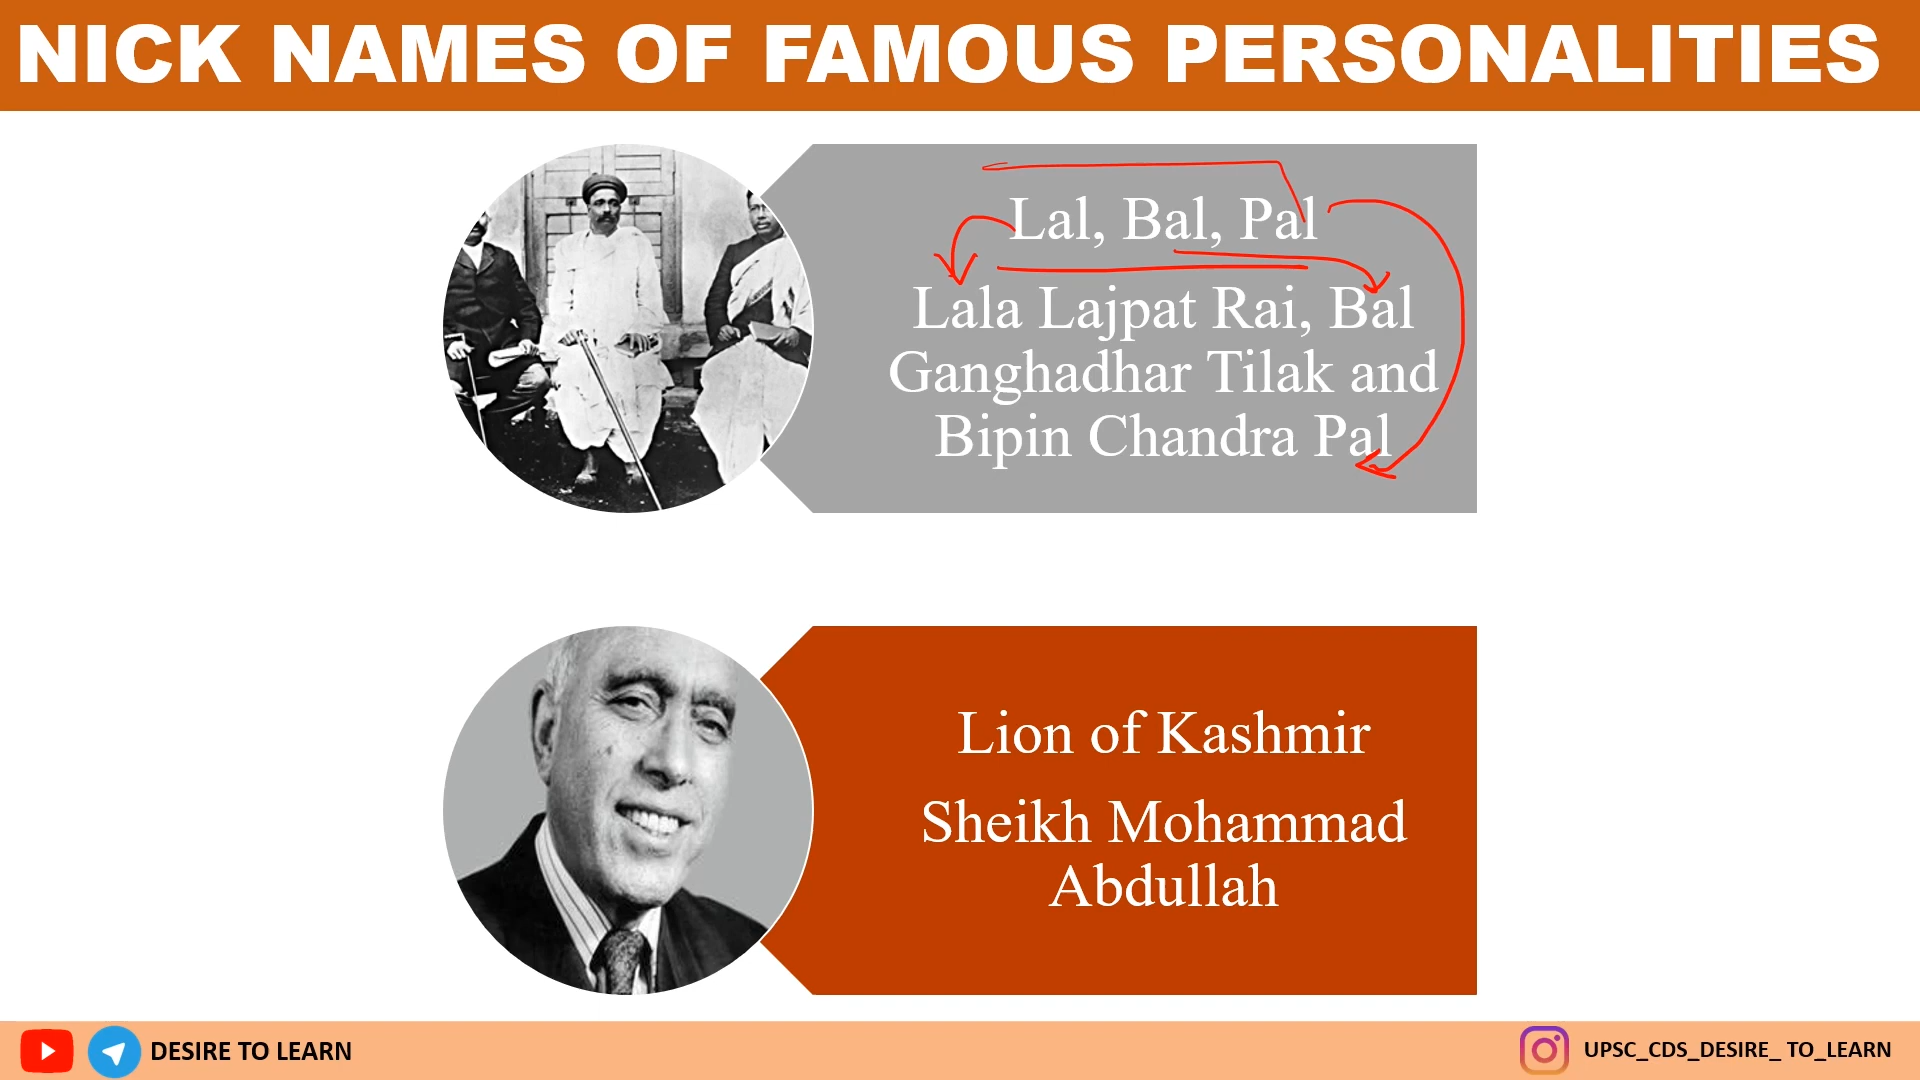 NICK NAMES OF FAMOUS PERSONALITIES
Lal, Bal, Pal
Lala Lajpat Rai, Bal
Ganghadhar Tilak and
Bipin Chandra Pal
Lion of Kashmir
Sheikh Mohammad
Abdullah
DESIRE TO LEARN
UPSC_CDS_DESIRE_ TO_LEARN